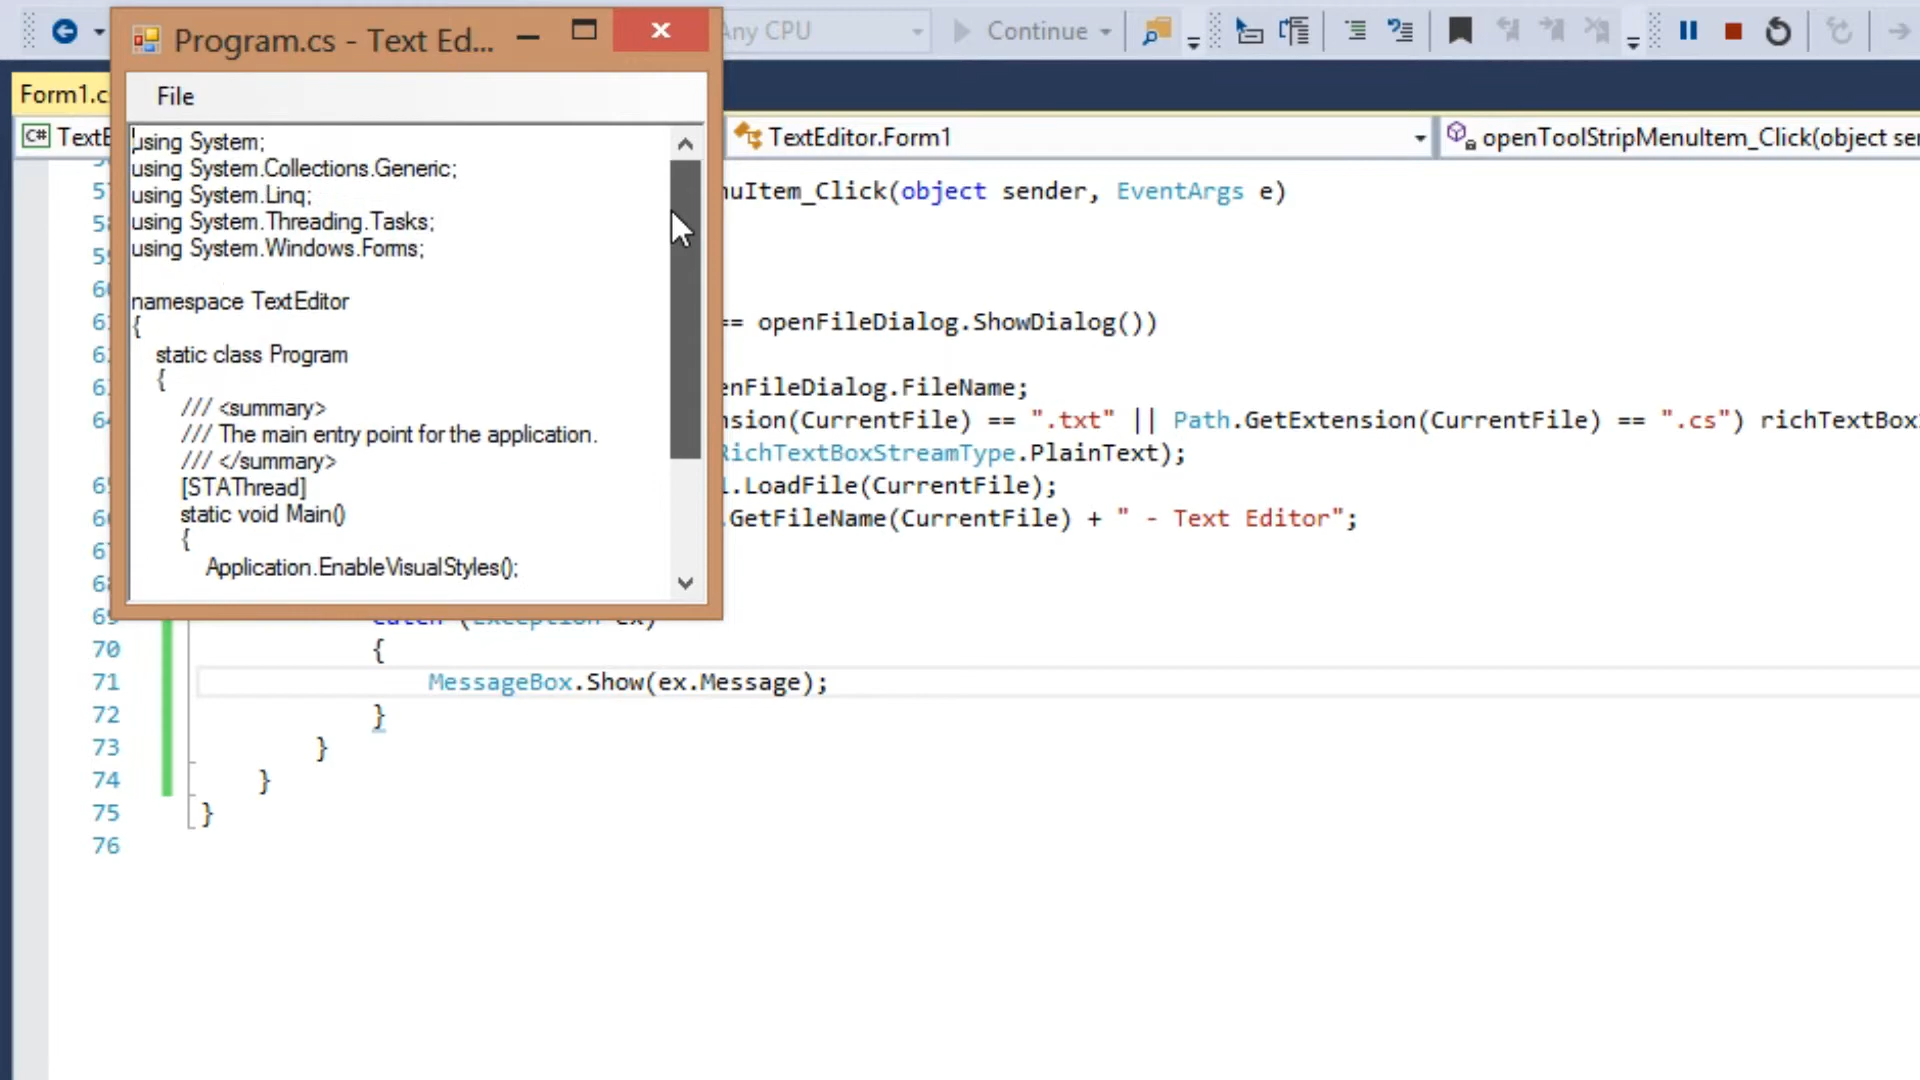 Any CPU
Continue
Program.cs - Text Ed...
Form1.c
File
C# TextE
TextEditor.Form1
openToolStripMenuItem_Click(object se
using System;
using System.Collections.Generic;
using System.Linq;
using System.Threading.Tasks;
using System.Windows.Forms;
namespace TextEditor
{
static class Program
{
/// <summary>
/// The main entry point for the application.
/// </summary>
[STAThread]
static void Main()
{
Application.EnableVisualStyles();
uItem_Click(object sender, EventArgs e)
== openFileDialog.ShowDialog())
enFileDialog.FileName;
nsion(CurrentFile) == ".txt" || Path.GetExtension(CurrentFile) == ".cs") richTextBox
RichTextBoxStreamType.PlainText);
.LoadFile(CurrentFile);
.GetFileName(CurrentFile) + " - Text Editor";
70 {
71 MessageBox.Show(ex.Message);
72 }
73 }
74 }
75 }
76